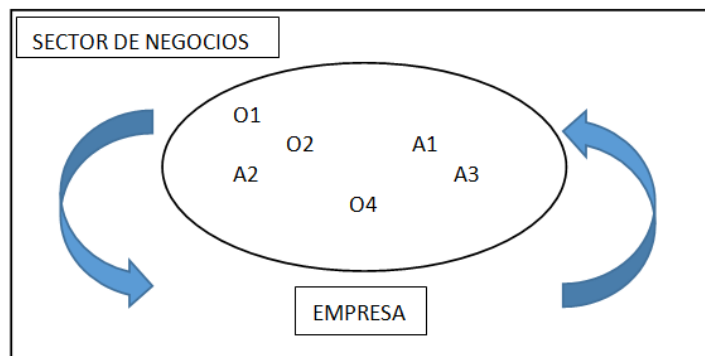 SECTOR DE NEGOCIOS
O1
O2
A1
A2
A3
O4
EMPRESA